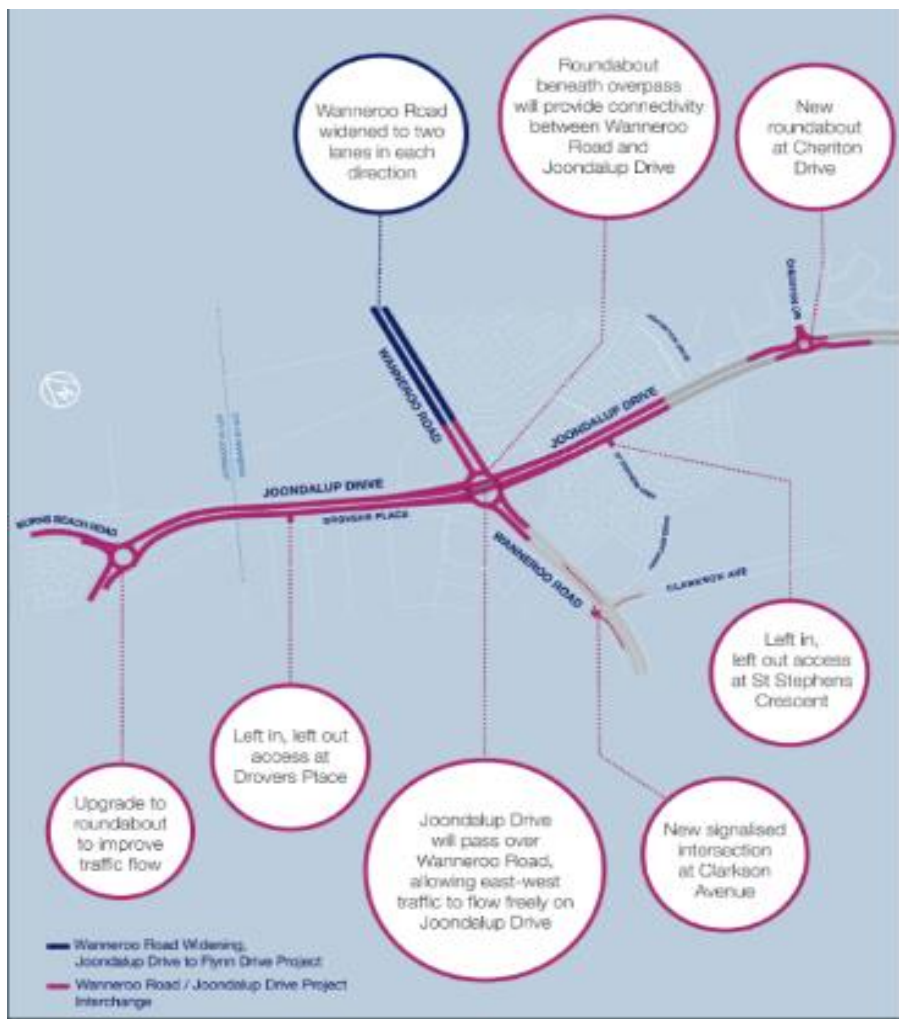 Wanneroo Road
widened to two
lanes in each
direction
Roundabout
beneath overpass
will provide connectivity
between Wanneroo
Road and
Joondalup Drive
New
roundabout
at Cheriton
Drive
CHERITON DR
WANNEROO ROAD
JOONDALUP DRIVE
JOONDALUP DRIVE
DROVERS PLACE
BURNS BEACH ROAD
WANNEROO ROAD
CLARKSON AVE
Left in,
left out access
at St Stephens
Crescent
Left in, left out
access at
Drovers Place
Upgrade to
roundabout
to improve
traffic flow
Joondalup Drive
will pass over
Wanneroo Road,
allowing east-west
traffic to flow freely on
Joondalup Drive
New signalised
intersection
at Clarkson
Avenue
Wanneroo Road Widening,
Joondalup Drive to Flynn Drive Project
Wanneroo Road / Joondalup Drive Project
Interchange